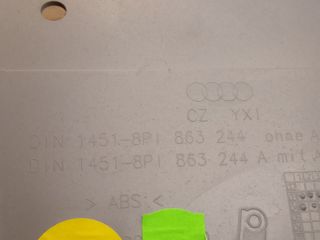 CZ YX1
DIN 1451-8P1 863 244 ohne A
DIN 1451-8P1 863 244 A mit A
> ABS <